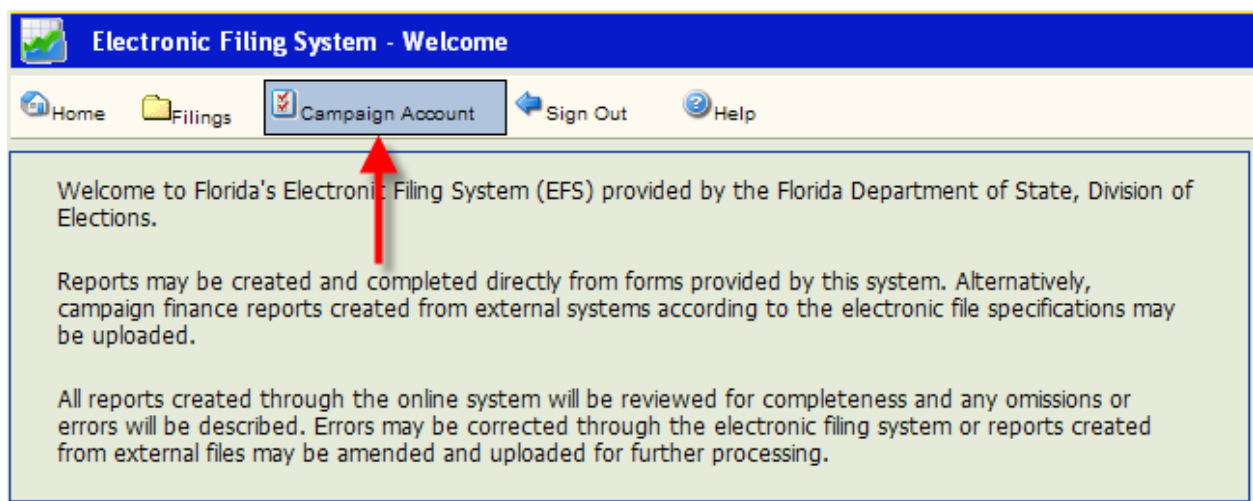 Electronic Filing System - Welcome
Home Filings Campaign Account Sign Out Help
Welcome to Florida's Electronic Filing System (EFS) provided by the Florida Department of State, Division of
Elections.
Reports may be created and completed directly from forms provided by this system. Alternatively,
campaign finance reports created from external systems according to the electronic file specifications may
be uploaded.
All reports created through the online system will be reviewed for completeness and any omissions or
errors will be described. Errors may be corrected through the electronic filing system or reports created
from external files may be amended and uploaded for further processing.